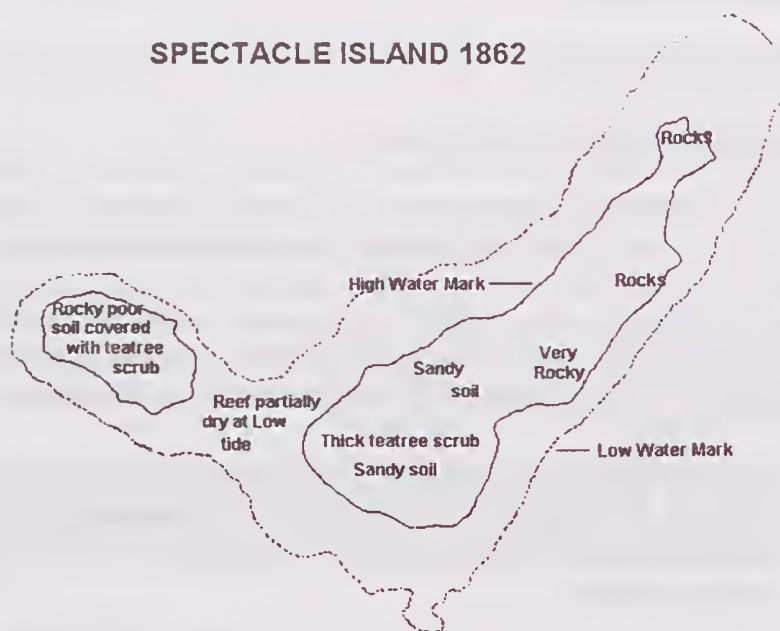 SPECTACLE ISLAND 1862
Rocks
High Water Mark
Rocks
Rocky poor
soil covered
with teatree
scrub
Very
Rocky
Sandy
soil
Reef partially
dry at Low
tide
Thick teatree scrub
Sandy soil
Low Water Mark